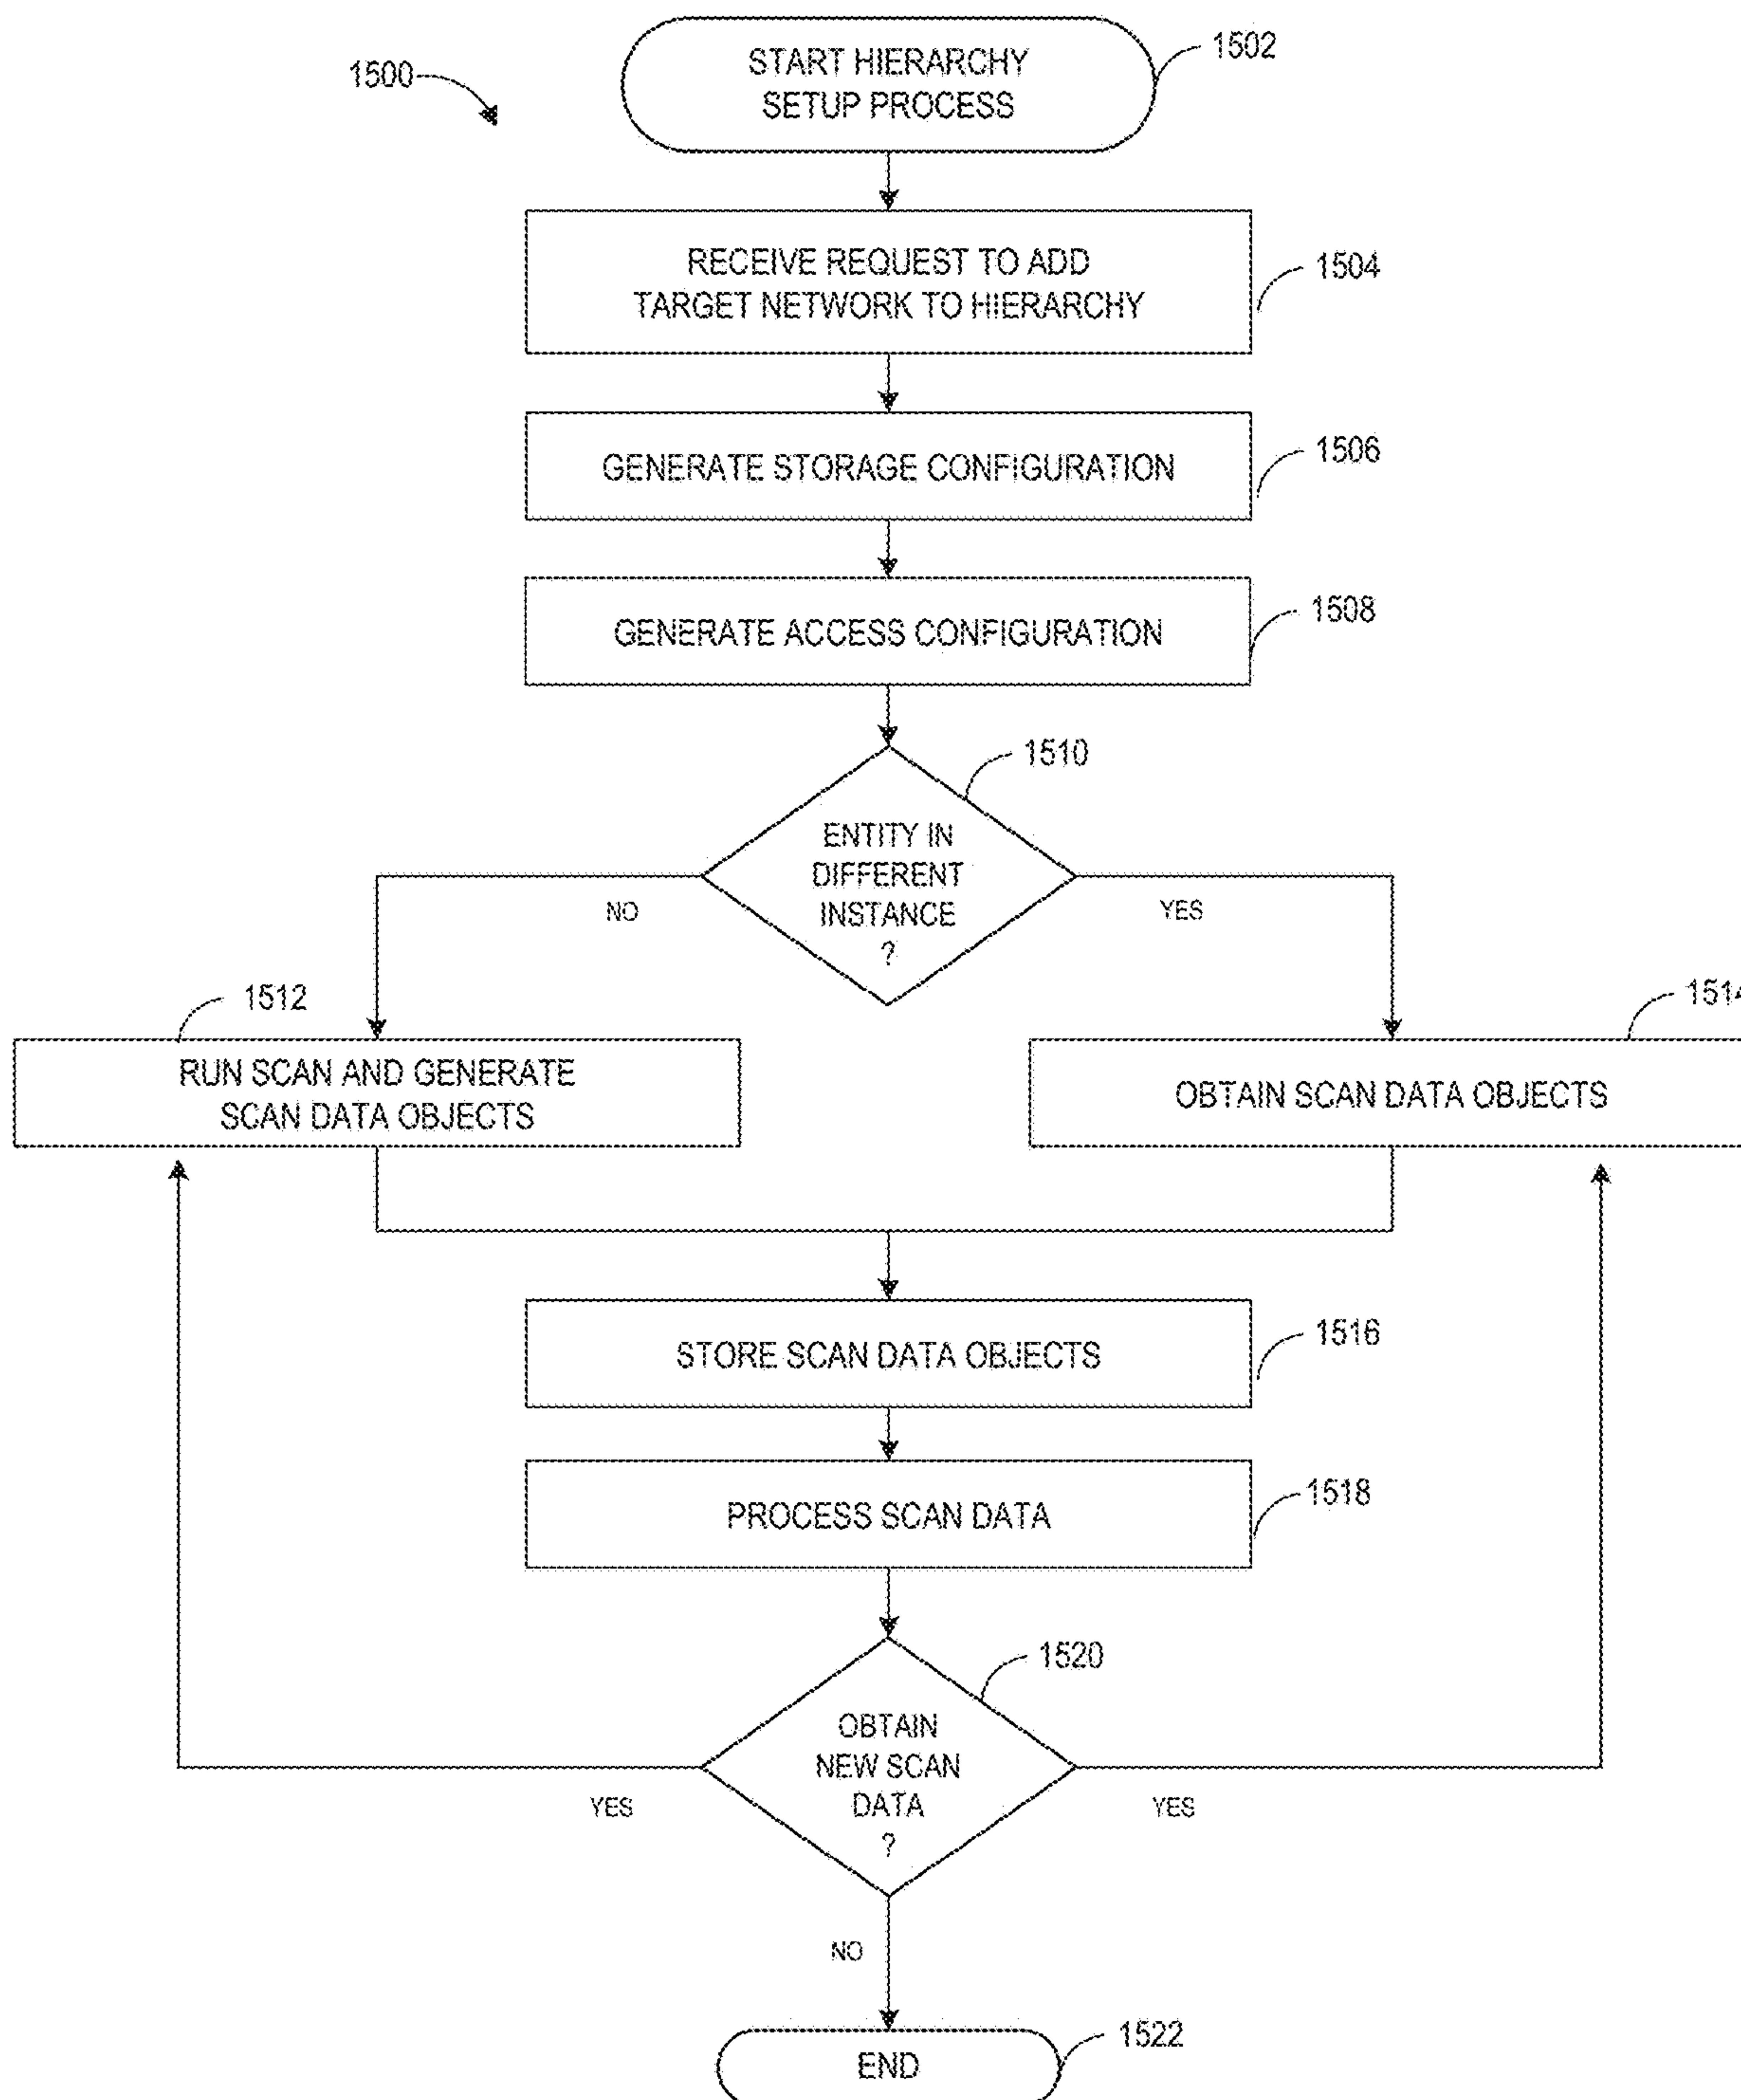 1500
START HIERARCHY
SETUP PROCESS
1502
RECEIVE REQUEST TO ADD
TARGET NETWORK TO HIERARCHY
1504
GENERATE STORAGE CONFIGURATION
1506
GENERATE ACCESS CONFIGURATION
1508
1510
ENTITY IN
DIFFERENT
INSTANCE
?
NO
YES
1512
RUN SCAN AND GENERATE
SCAN DATA OBJECTS
1514
OBTAIN SCAN DATA OBJECTS
STORE SCAN DATA OBJECTS
1516
PROCESS SCAN DATA
1518
1520
OBTAIN
NEW SCAN
DATA
?
YES
YES
NO
END
1522